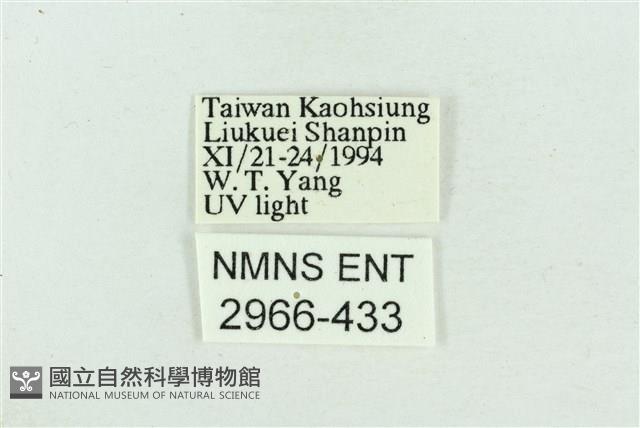 Taiwan Kaohsiung
Liukuei Shanpin
XI/21-24/1994
W. T. Yang
UV light
NMNS ENT
2966-433
國立自然科學博物館
NATIONAL MUSEUM OF NATURAL SCIENCE